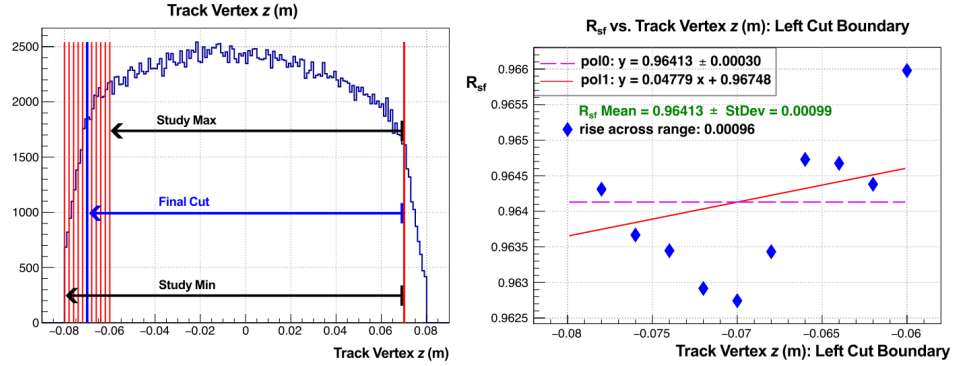 Track Vertex z (m)
2500
2000
1500
1000
500
0
Study Max
Final Cut
Study Min
−0.08 −0.06 −0.04 −0.02 0 0.02 0.04 0.06 0.08
Track Vertex z (m)
Rsf vs. Track Vertex z (m): Left Cut Boundary
Rsf
pol0: y = 0.96413 ± 0.00030
pol1: y = 0.04779 x + 0.96748
Rsf Mean = 0.96413 ± StDev = 0.00099
rise across range: 0.00096
0.966
0.9655
0.965
0.9645
0.964
0.9635
0.963
0.9625
−0.08 −0.075 −0.07 −0.065 −0.06
Track Vertex z (m): Left Cut Boundary